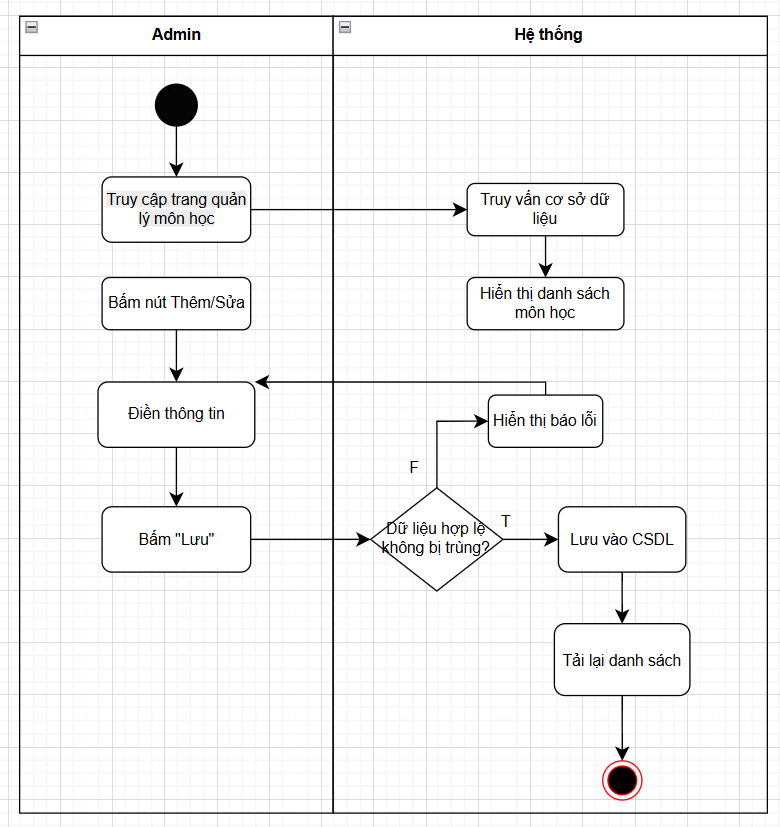 Admin
Hệ thống
Truy cập trang quản
lý môn học
Truy vấn cơ sở dữ
liệu
Bấm nút Thêm/Sửa
Hiển thị danh sách
môn học
Điền thông tin
Hiển thị báo lỗi
F
Bấm "Lưu"
Dữ liệu hợp lệ
không bị trùng?
T
Lưu vào CSDL
Tải lại danh sách